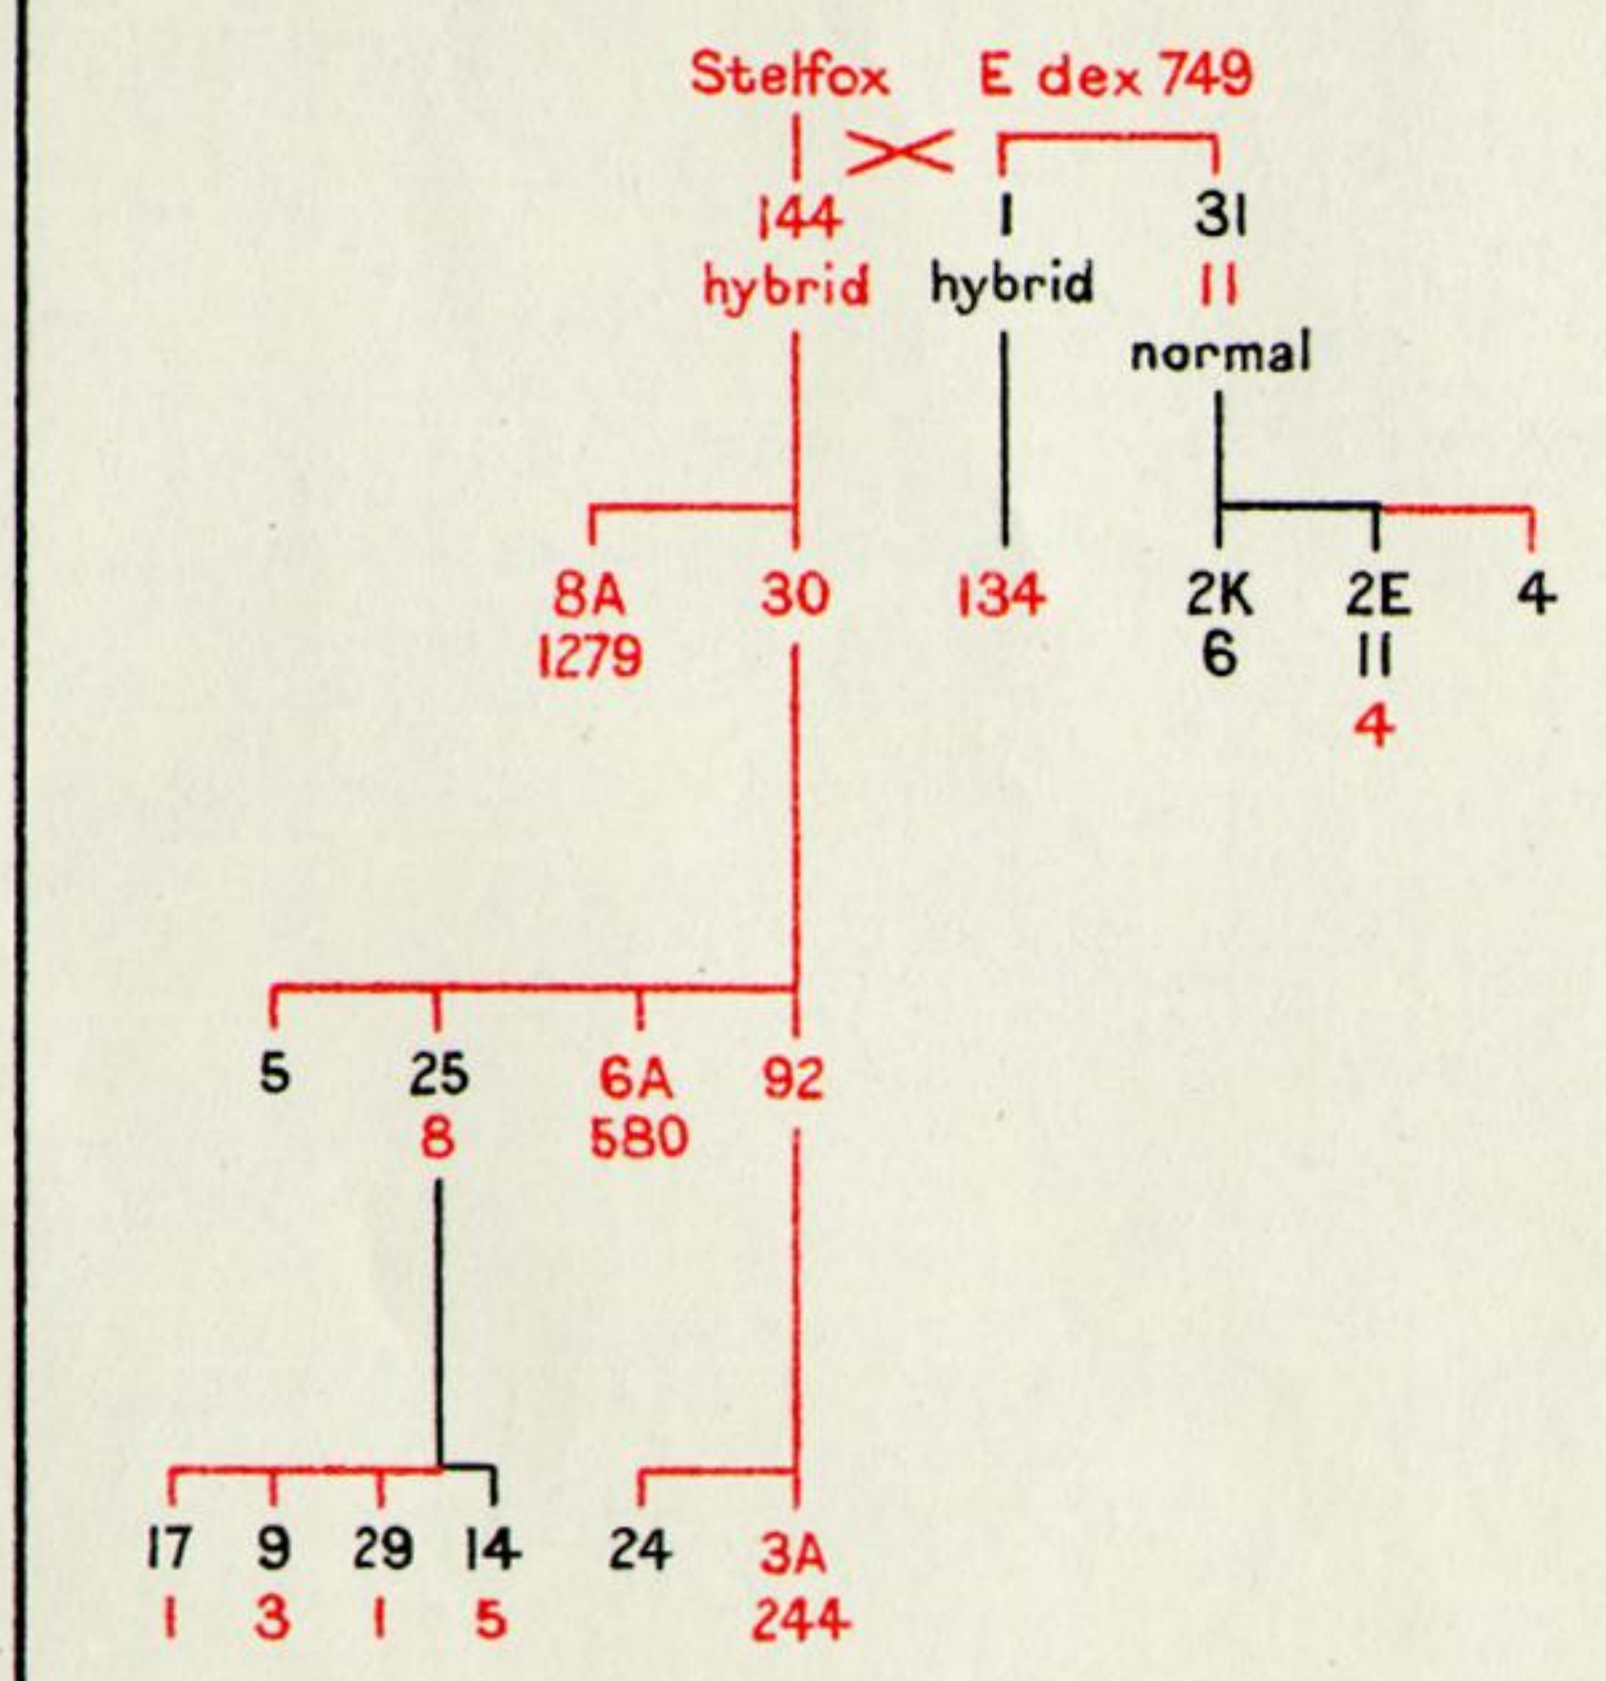 Stelfox E dex 749
144 1 31
hybrid hybrid 11
normal
8A 30 134 2K 2E 4
1279 6 11
4
5 25 6A 92
8 580
17 9 29 14 24 3A
1 3 1 5 244